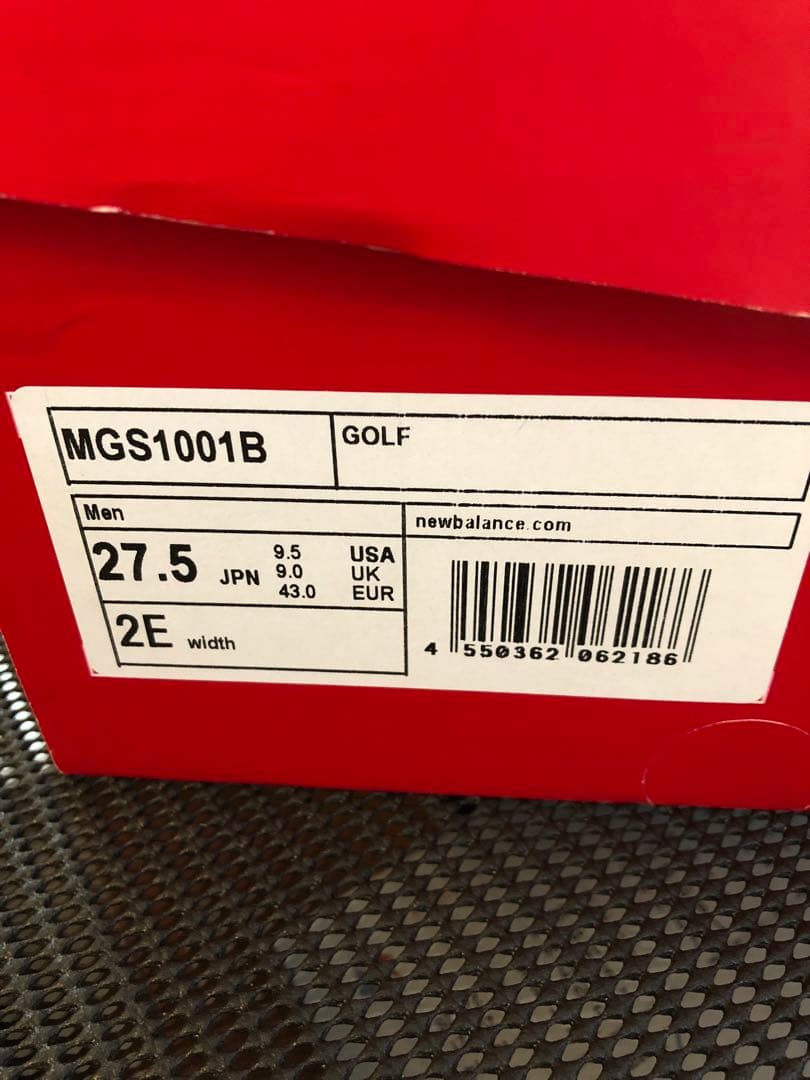 MGS1001B
GOLF
Men
newbalance.com
27.5 JPN
9.5 USA
9.0 UK
43.0 EUR
2E width
4 550362 062186